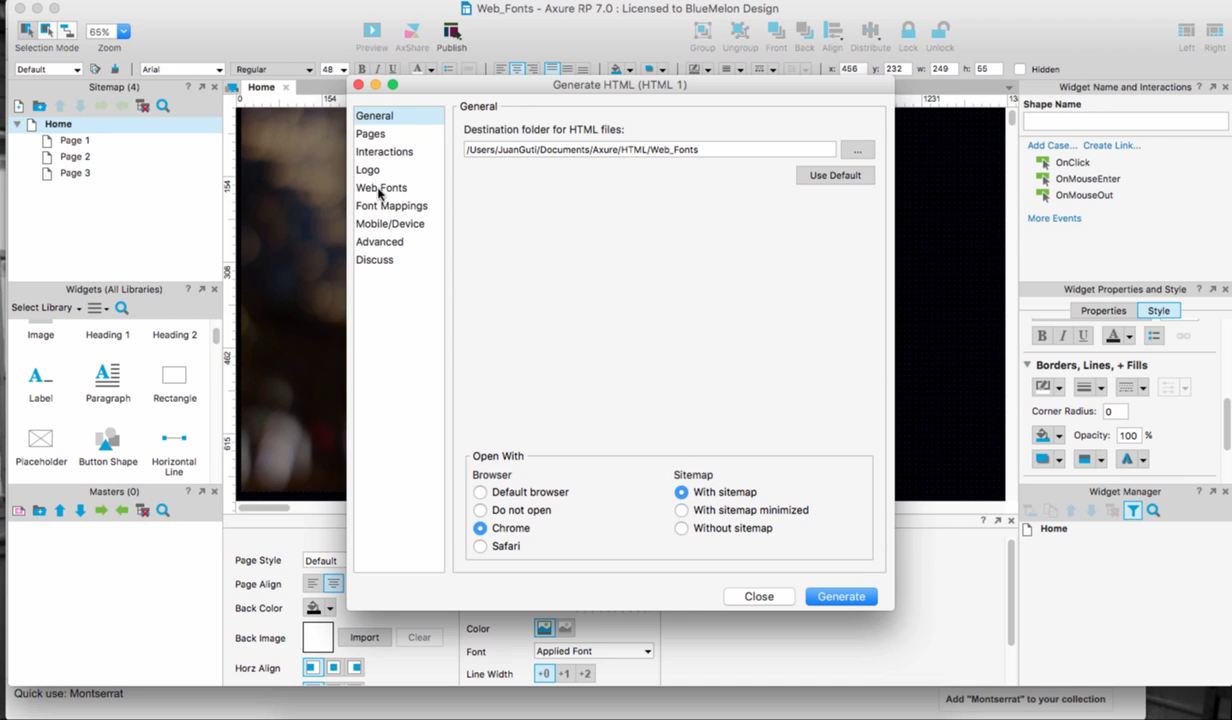 Web_Fonts - Axure RP 7.0 : Licensed to BlueMelon Design
65%
Selection Mode Zoom Preview AxShare Publish Group Ungroup Front Back Align Distribute Lock Unlock Left Right
Default Arial Regular 48 B I U A x: 456 y: 232 w: 249 h: 55 Hidden
Sitemap (4)
Home
Page 1
Page 2
Page 3
Widgets (All Libraries)
Select Library
Image Heading 1 Heading 2
Label Paragraph Rectangle
Placeholder Button Shape Horizontal
Line
Masters (0)
Home
0 154 1231 13
154
308
462
615
Generate HTML (HTML 1)
General
Pages
Interactions
Logo
Web Fonts
Font Mappings
Mobile/Device
Advanced
Discuss
General
Destination folder for HTML files:
/Users/JuanGuti/Documents/Axure/HTML/Web_Fonts ...
Use Default
Open With
Browser Sitemap
Default browser With sitemap
Do not open With sitemap minimized
Chrome Without sitemap
Safari
Close Generate
Page Style Default
Page Align
Back Color
Back Image Import Clear
Horz Align
Color
Font Applied Font
Line Width +0 +1 +2
Widget Name and Interactions
Shape Name
Add Case... Create Link...
OnClick
OnMouseEnter
OnMouseOut
More Events
Widget Properties and Style
Properties Style
B I U A
Borders, Lines, + Fills
Corner Radius: 0
Opacity: 100 %
Widget Manager
Home
Quick use: Montserrat
Add "Montserrat" to your collection